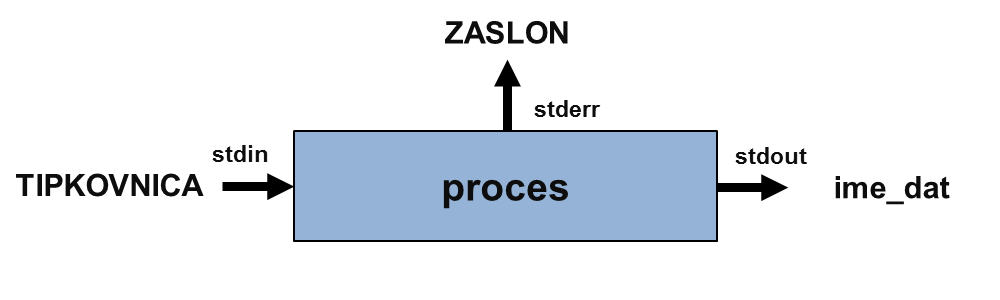 ZASLON
stderr
stdin
stdout
TIPKOVNICA
proces
ime_dat